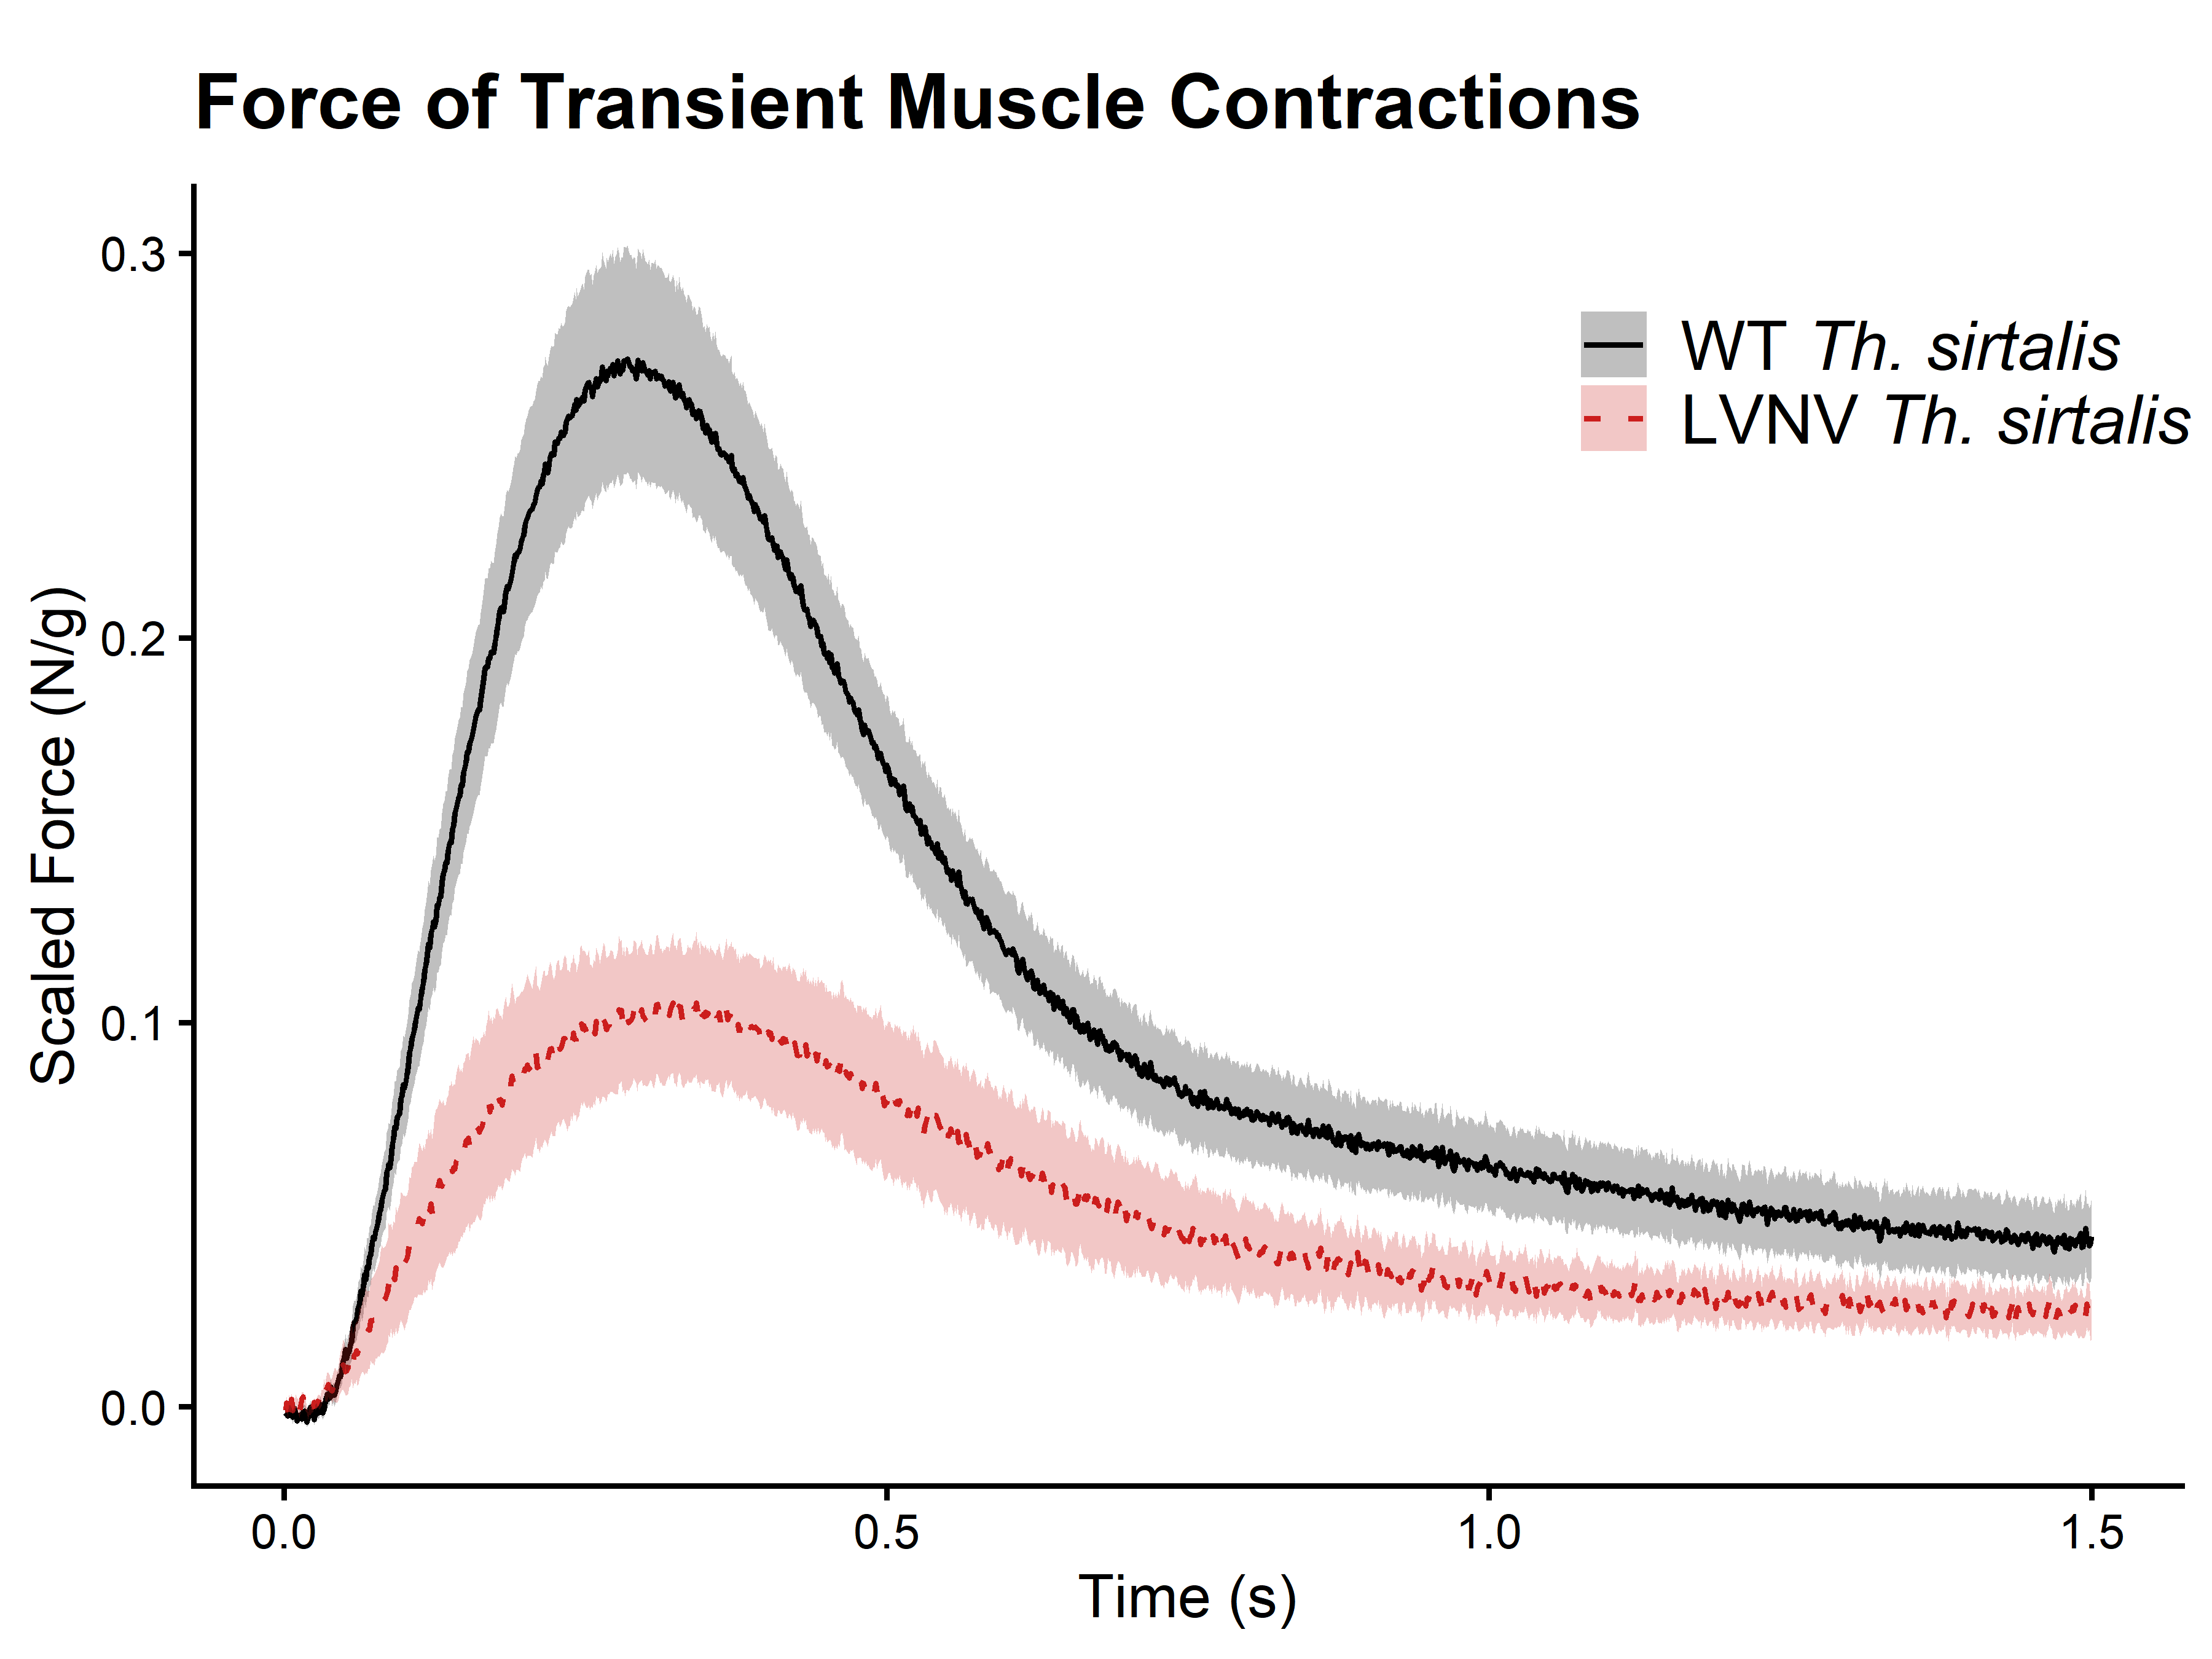 Force of Transient Muscle Contractions
Scaled Force (N/g)
0.3
0.2
0.1
0.0
WT Th. sirtalis
LVNV Th. sirtalis
0.0 0.5 1.0 1.5
Time (s)